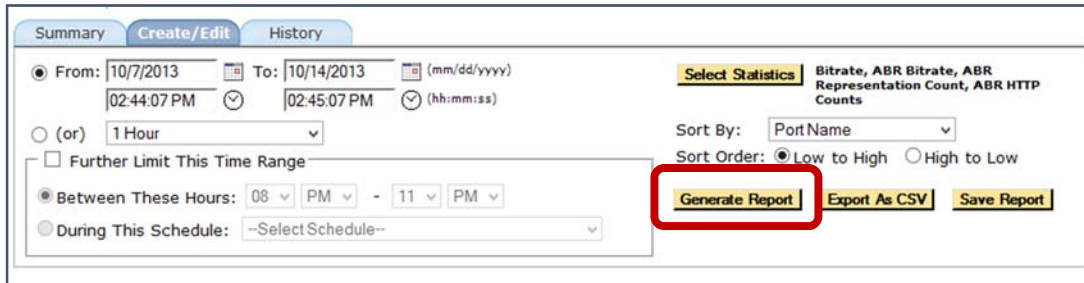 Summary Create/Edit History
From: 10/7/2013 To: 10/14/2013 (mm/dd/yyyy)
02:44:07 PM 02:45:07 PM (hh:mm:ss)
(or) 1 Hour
Further Limit This Time Range
Between These Hours: 08 PM - 11 PM
During This Schedule: --Select Schedule--
Select Statistics
Bitrate, ABR Bitrate, ABR
Representation Count, ABR HTTP
Counts
Sort By: Port Name
Sort Order: Low to High High to Low
Generate Report Export As CSV Save Report